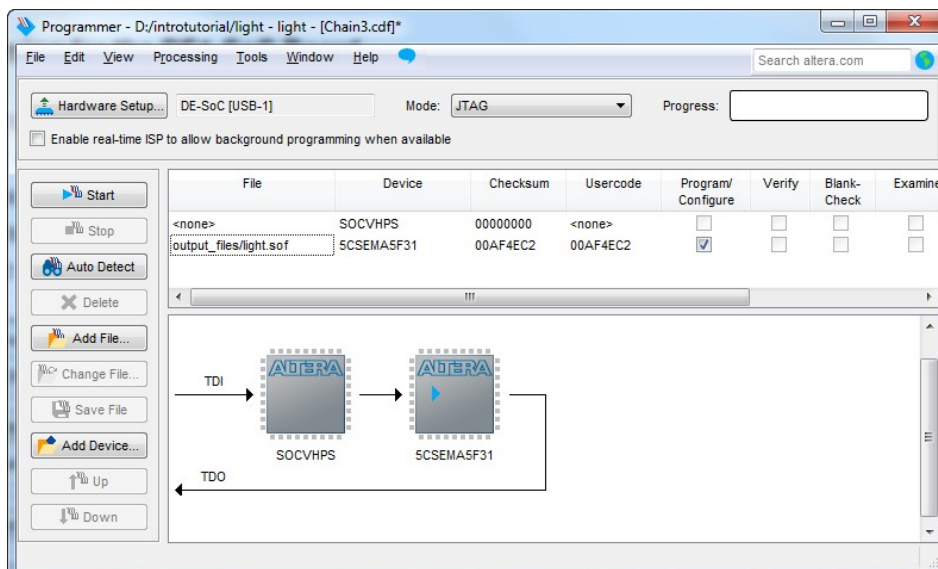 Programmer - D:/introtutorial/light - light - [Chain3.cdf]*
File Edit View Processing Tools Window Help
Search altera.com
Hardware Setup... DE-SoC [USB-1] Mode: JTAG Progress:
Enable real-time ISP to allow background programming when available
Start
Stop
Auto Detect
Delete
Add File...
Change File...
Save File
Add Device...
Up
Down
File Device Checksum Usercode Program/ Verify Blank- Examine
Configure Check
<none> SOCVHPS 00000000 <none>
output_files/light.sof 5CSEMA5F31 00AF4EC2 00AF4EC2
ALTERA ALTERA
TDI
SOCVHPS 5CSEMA5F31
TDO